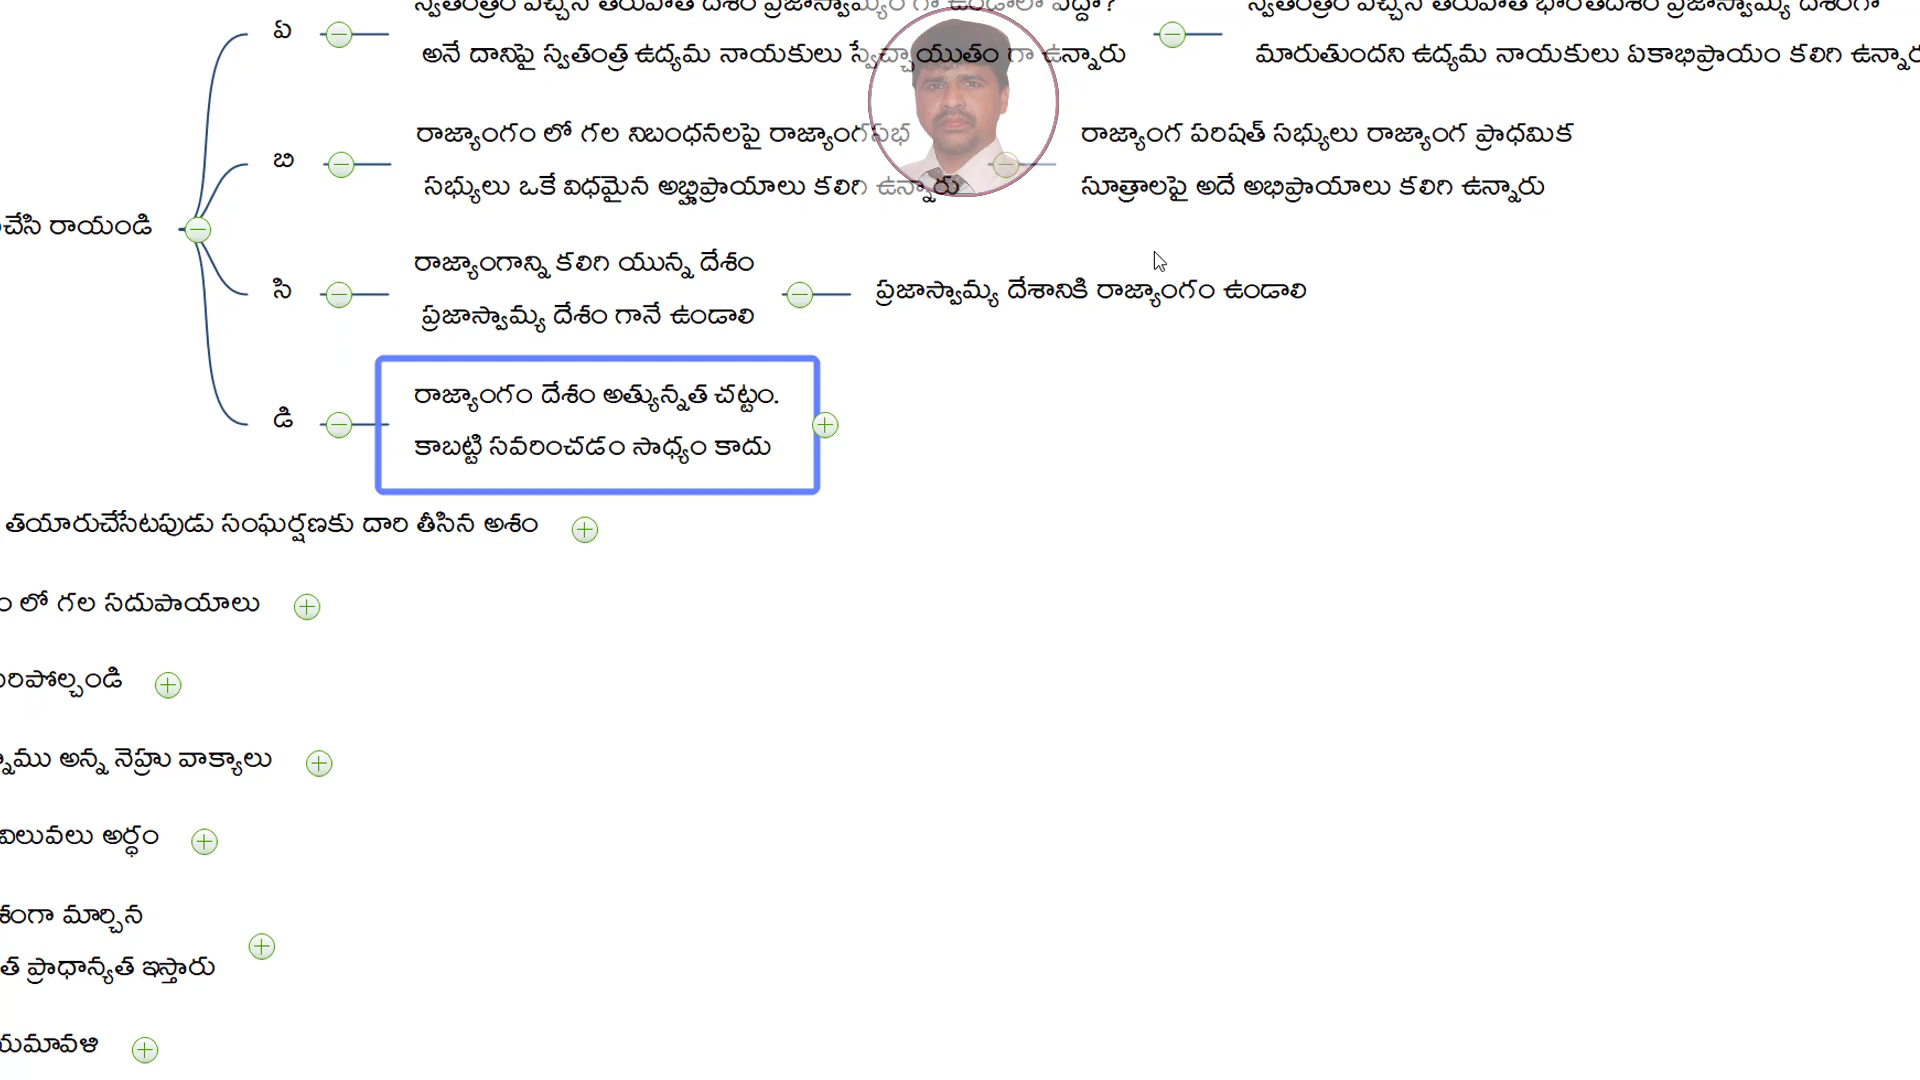 స్వతంత్రం వచ్చిన తరువాత దేశం ప్రజాస్వామ్యం గా ఉండాలా వద్దా?
స్వతంత్రం వచ్చిన తరువాత భారతదేశం ప్రజాస్వామ్య దేశంగా
ఏ
అనే దానిపై స్వతంత్ర ఉద్యమ నాయకులు స్వేచ్ఛాయుతం గా ఉన్నారు
మారుతుందని ఉద్యమ నాయకులు ఏకాభిప్రాయం కలిగి
రాజ్యాంగం లో గల నిబంధనలపై రాజ్యాంగసభ
రాజ్యాంగ పరిషత్ సభ్యులు రాజ్యాంగ ప్రాధమిక
బి
సభ్యులు ఒకే విధమైన అభ్హిప్రాయాలు కలిగి ఉన్నారు
సూత్రాలపై అదే అభిప్రాయాలు కలిగి ఉన్నారు
చేసి రాయండి
రాజ్యాంగాన్ని కలిగి యున్న దేశం
సి
ప్రజాస్వామ్య దేశానికి రాజ్యాంగం ఉండాలి
ప్రజాస్వామ్య దేశం గానే ఉండాలి
రాజ్యాంగం దేశం అత్యున్నత చట్టం.
డి
కాబట్టి సవరించడం సాధ్యం కాదు
తయారుచేసేటపుడు సంఘర్షణకు దారి తీసిన అశం
లో గల సదుపాయాలు
అన్న నెహ్రు వాక్యాలు
విలువలు అర్ధం
మార్చిన
ప్రాధాన్యత ఇస్తారు